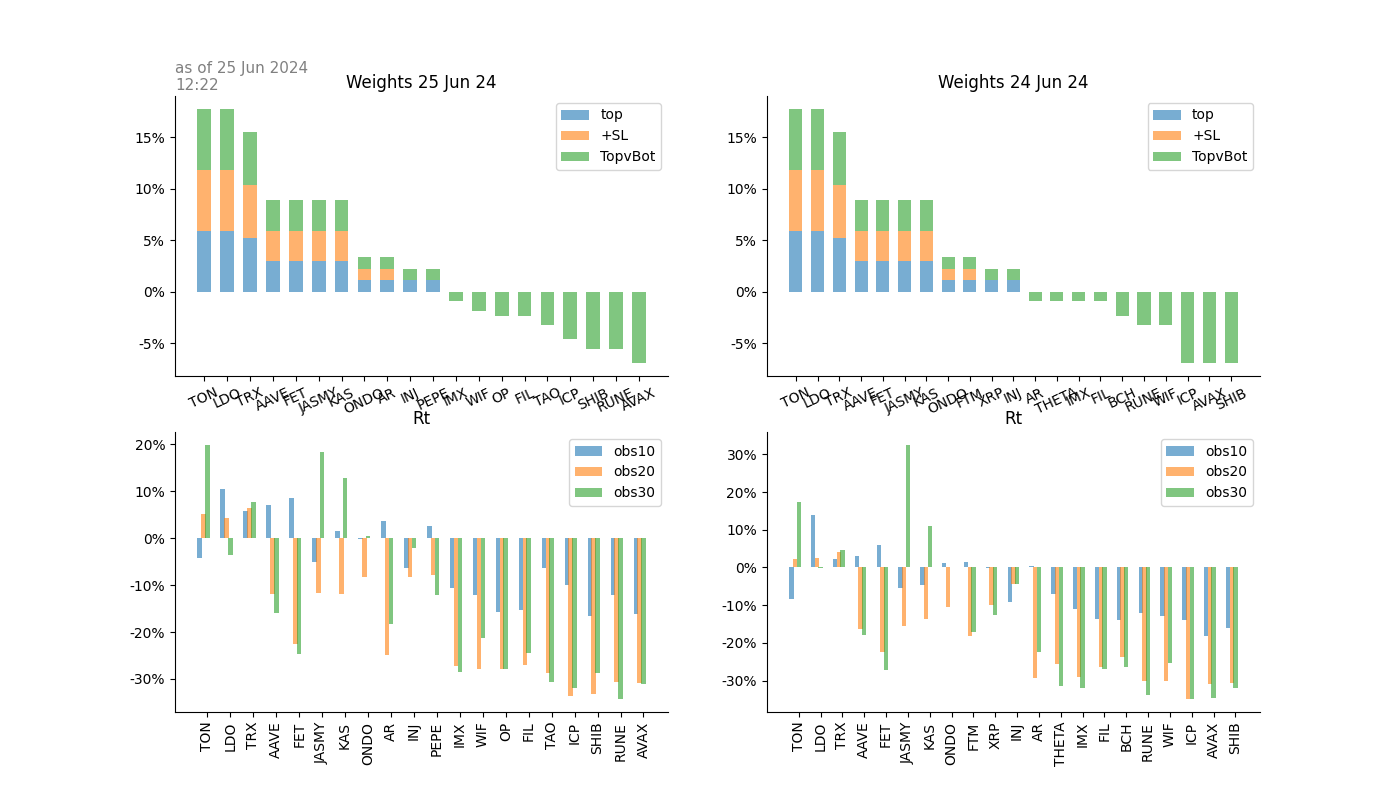 as of 25 Jun 2024
12:22
Weights 25 Jun 24
top
+SL
TopvBot
15%
10%
5%
0%
-5%
TON LDO TRX AAVE FET JASMY KAS ONDO AR INJ PEPE IMX WIF OP FIL TAO ICP SHIB RUNE AVAX
Weights 24 Jun 24
top
+SL
TopvBot
15%
10%
5%
0%
-5%
TON LDO TRX AAVE FET JASMY KAS ONDO FTM XRP INJ AR THETA IMX FIL BCH RUNE WIF ICP AVAX SHIB
Rt
obs10
obs20
obs30
20%
10%
0%
-10%
-20%
-30%
TON LDO TRX AAVE FET JASMY KAS ONDO AR INJ PEPE IMX WIF OP FIL TAO ICP SHIB RUNE AVAX
Rt
obs10
obs20
obs30
30%
20%
10%
0%
-10%
-20%
-30%
TON LDO TRX AAVE FET JASMY KAS ONDO FTM XRP INJ AR THETA IMX FIL BCH RUNE WIF ICP AVAX SHIB